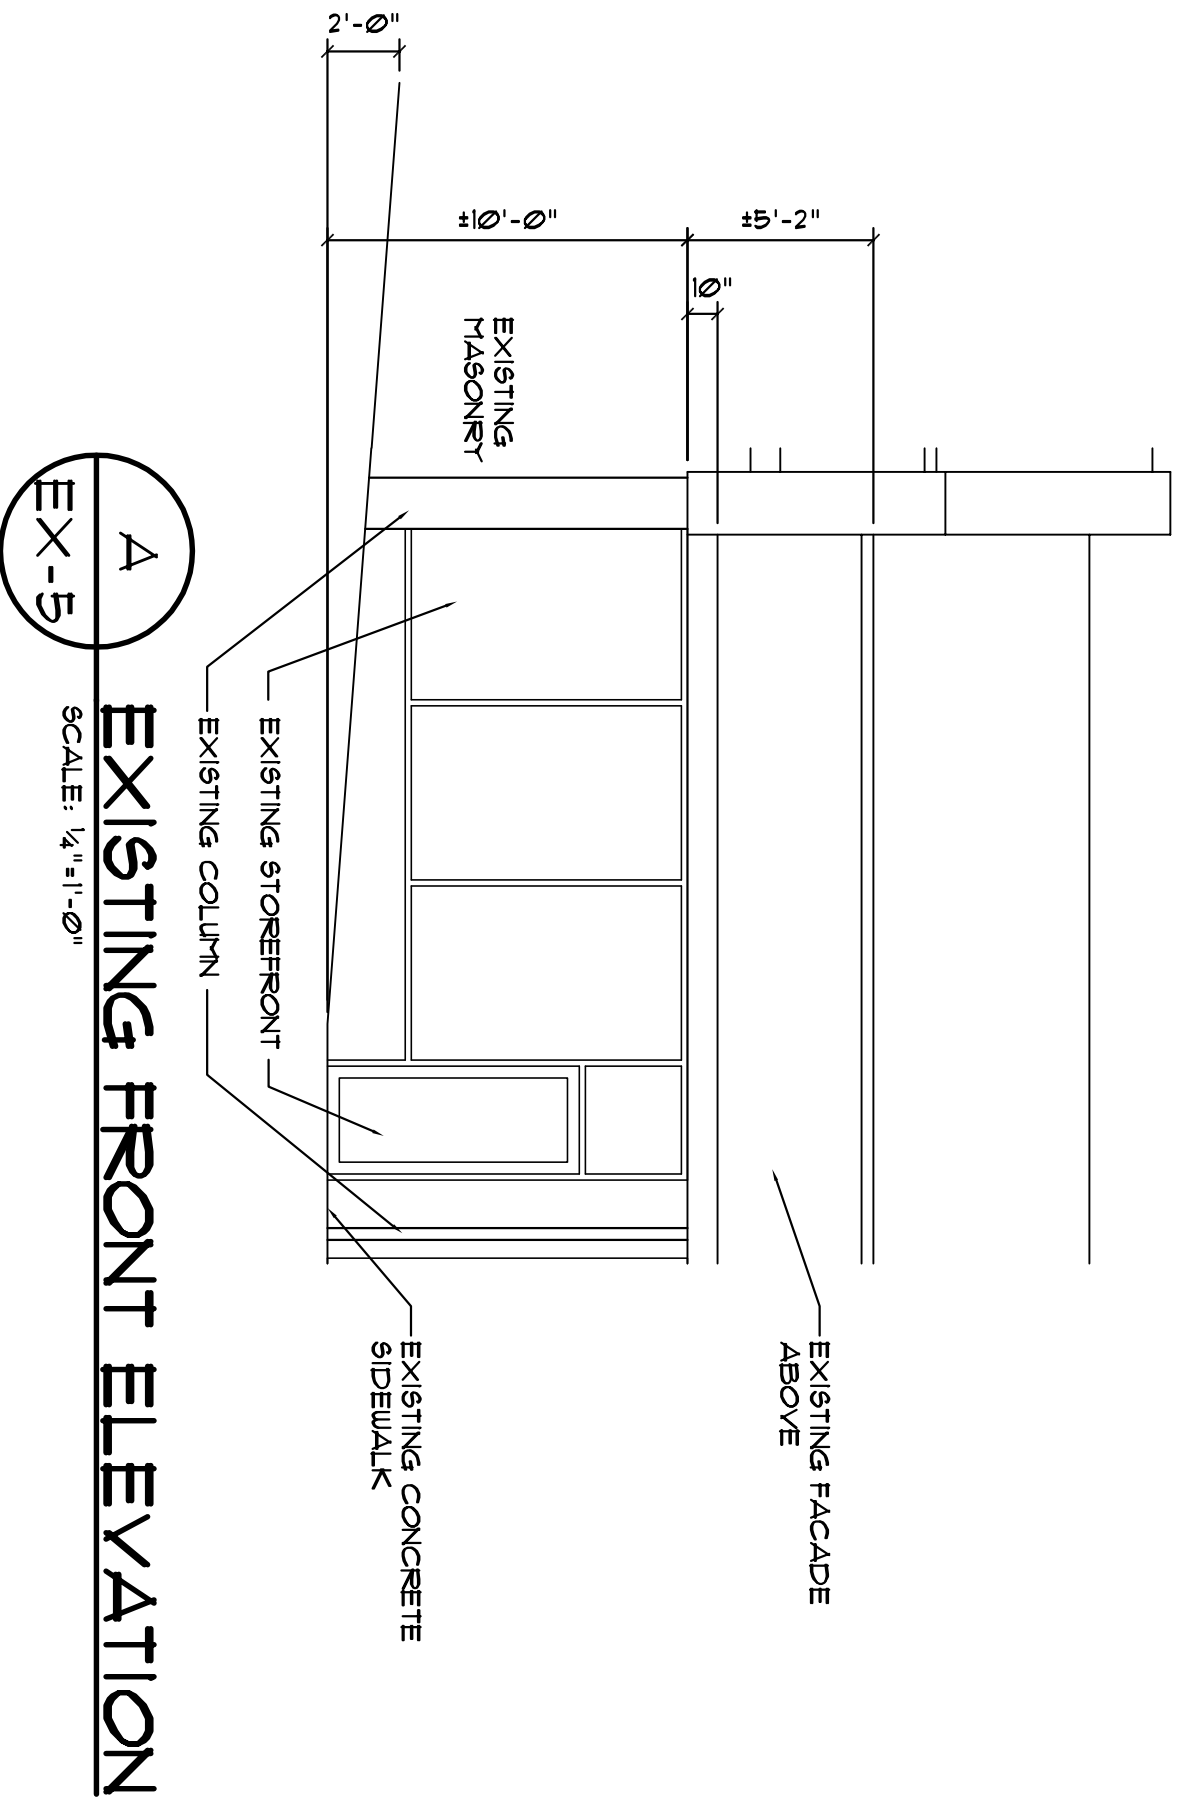 2'-0"
±10'-0"
±5'-2"
10"
EXISTING
MASONRY
EXISTING FACADE
ABOVE
EXISTING CONCRETE
SIDEWALK
EXISTING STOREFRONT
EXISTING COLUMN
A
EX-5
EXISTING FRONT ELEVATION
SCALE: 1/4"=1'-0"